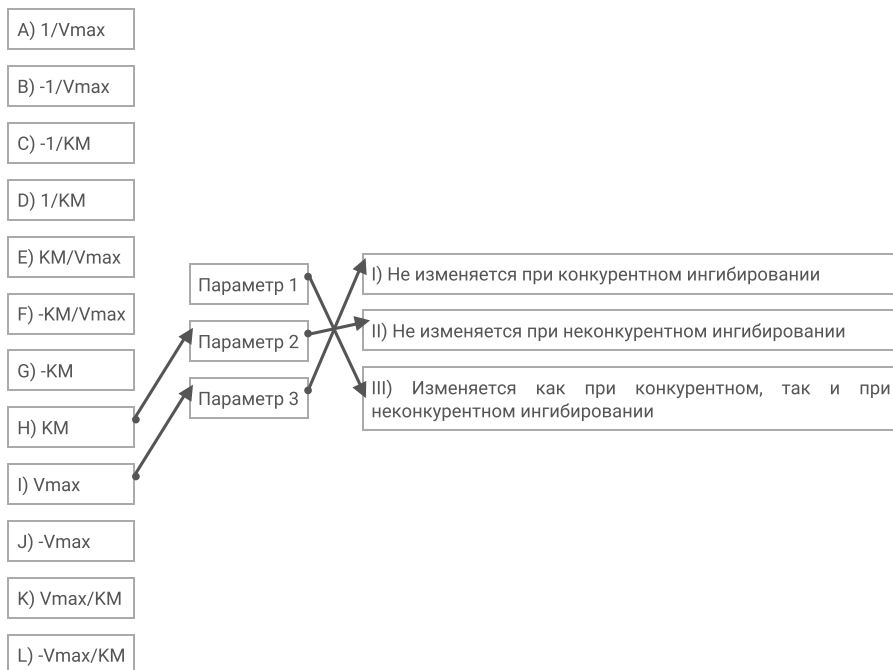 A) 1/Vmax
B) -1/Vmax
C) -1/KM
D) 1/KM
E) KM/Vmax
F) -KM/Vmax
G) -KM
H) KM
I) Vmax
J) -Vmax
K) Vmax/KM
L) -Vmax/KM
Параметр 1
Параметр 2
Параметр 3
I) Не изменяется при конкурентном ингибировании
II) Не изменяется при неконкурентном ингибировании
III) Изменяется как при конкурентном, так и при
неконкурентном ингибировании